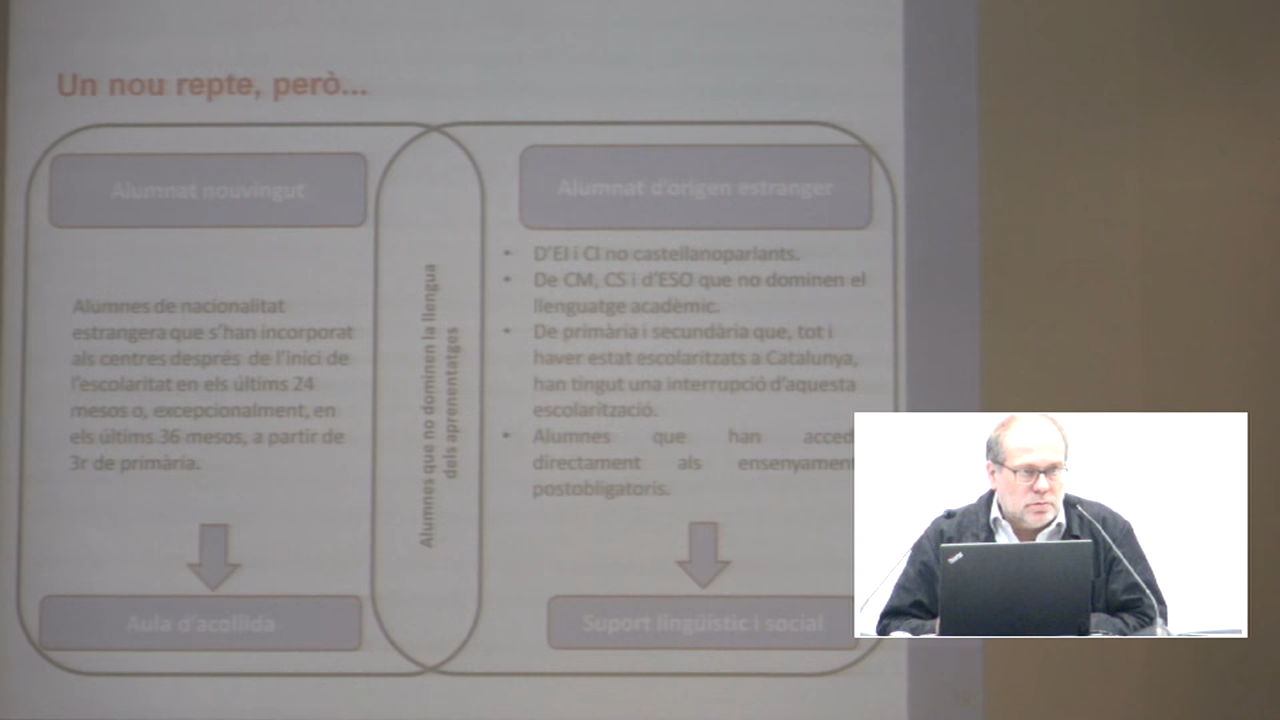 Un nou repte, però...
Alumnat nouvingut
Alumnes de nacionalitat
estrangera que s'han incorporat
als centres després de l'inici de
l'escolaritat en els últims 24
mesos o, excepcionalment, en
els últims 36 mesos, a partir de
3r de primària.
Aula d'acollida
Alumnes que no dominen la llengua
dels aprenentatges
Alumnat d'origen estranger
• D'EI i CI no castellanoparlants.
• De CM, CS i d'ESO que no dominen el
llenguatge acadèmic.
• De primària i secundària que, tot i
haver estat escolaritzats a Catalunya,
han tingut una interrupció d'aquesta
escolarització.
• Alumnes que han acced
directament als ensenyament
postobligatoris.
Suport lingüístic i social